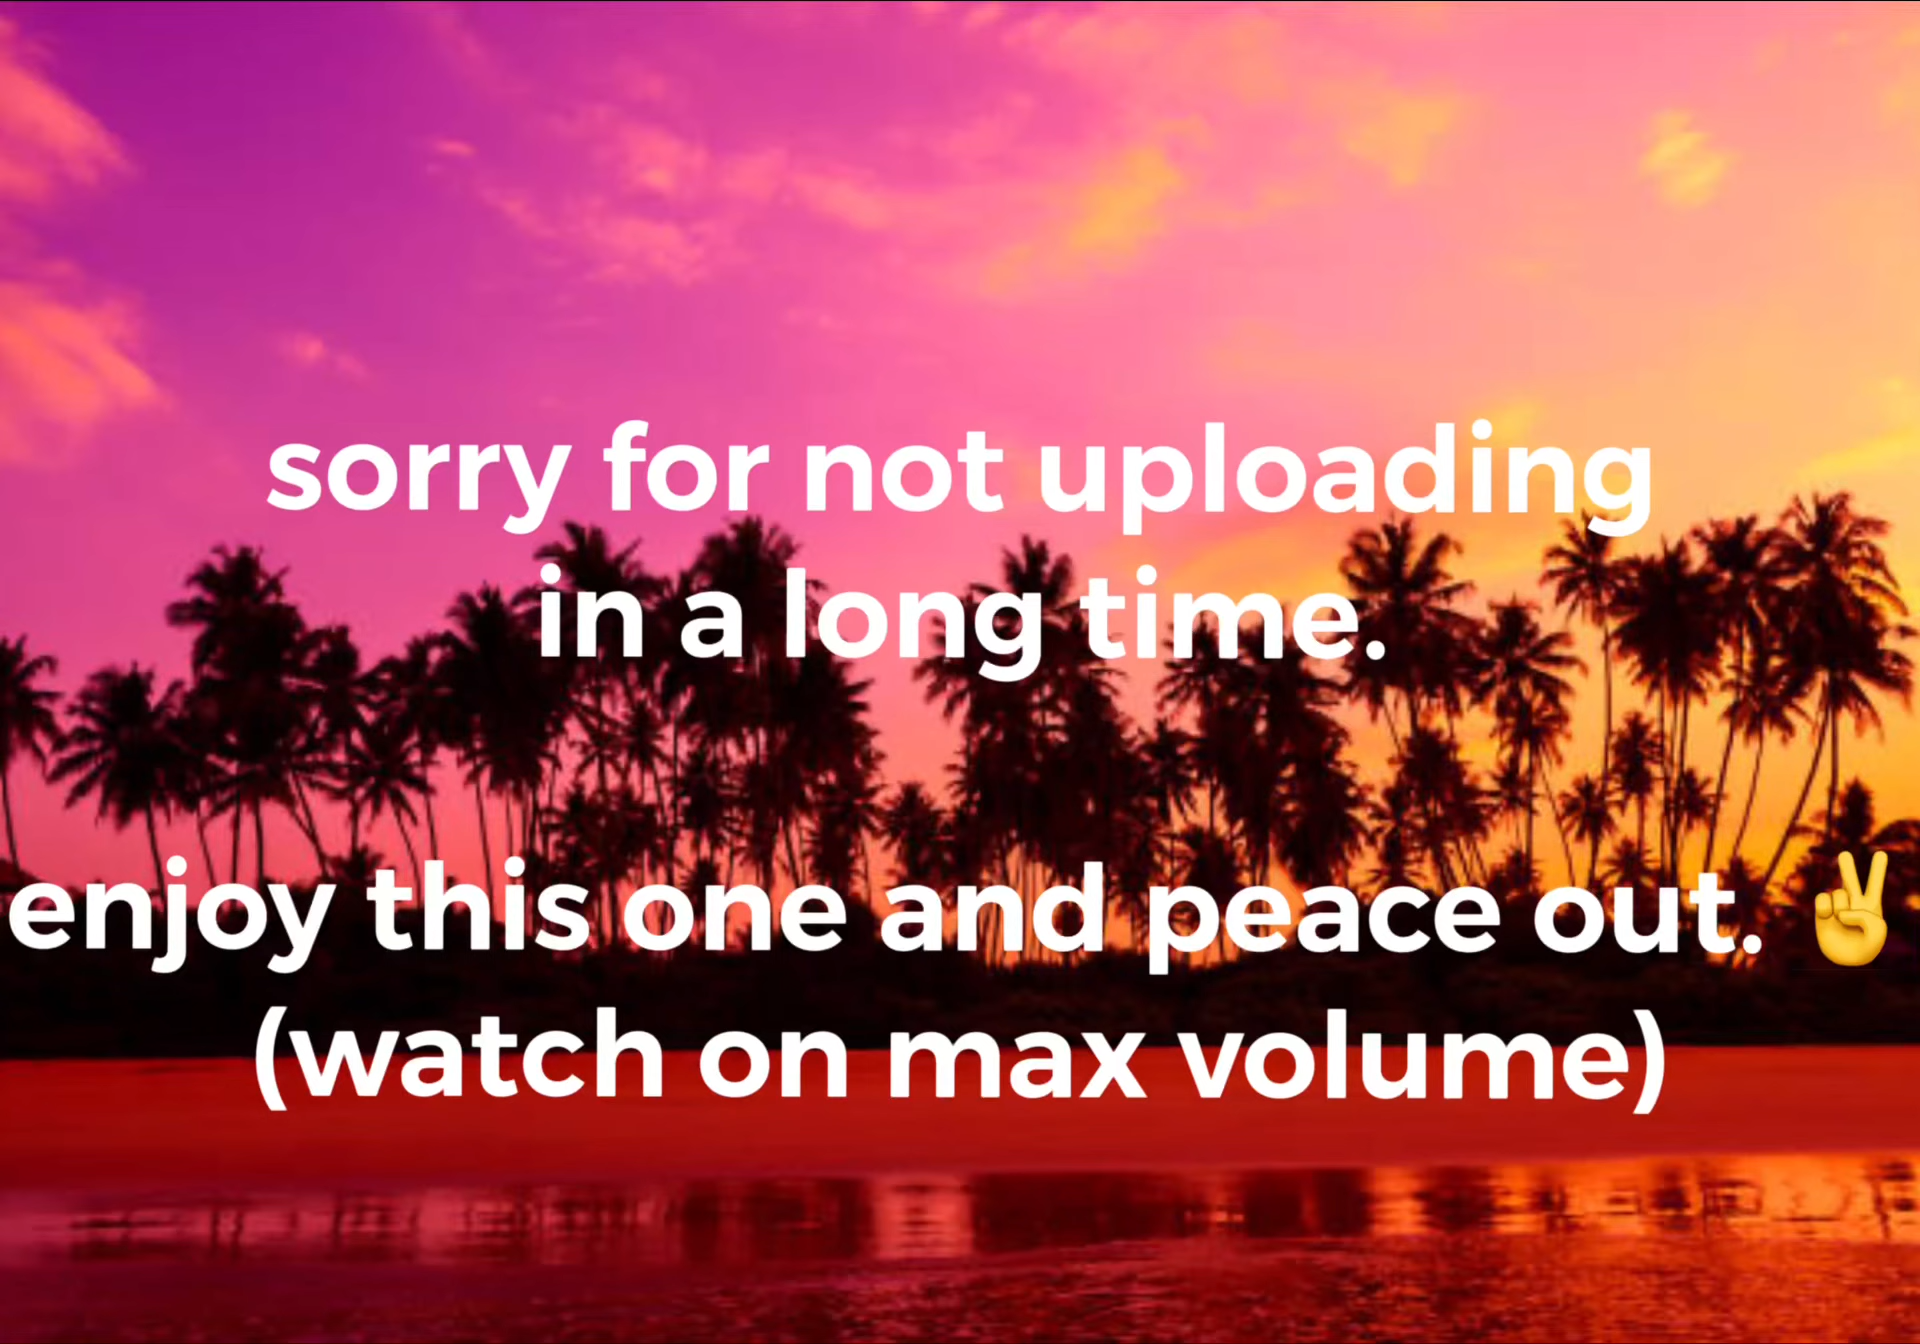 sorry for not uploading
in a long time.
enjoy this one and peace out. ✌️
(watch on max volume)